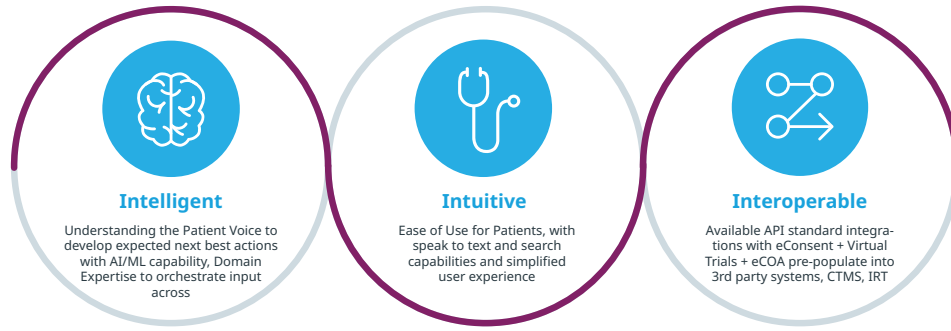 Intelligent
Understanding the Patient Voice to
develop expected next best actions
with AI/ML capability, Domain
Expertise to orchestrate input
across
Intuitive
Ease of Use for Patients, with
speak to text and search
capabilities and simplified
user experience
Interoperable
Available API standard integra-
tions with eConsent + Virtual
Trials + eCOA pre-populate into
3rd party systems, CTMS, IRT